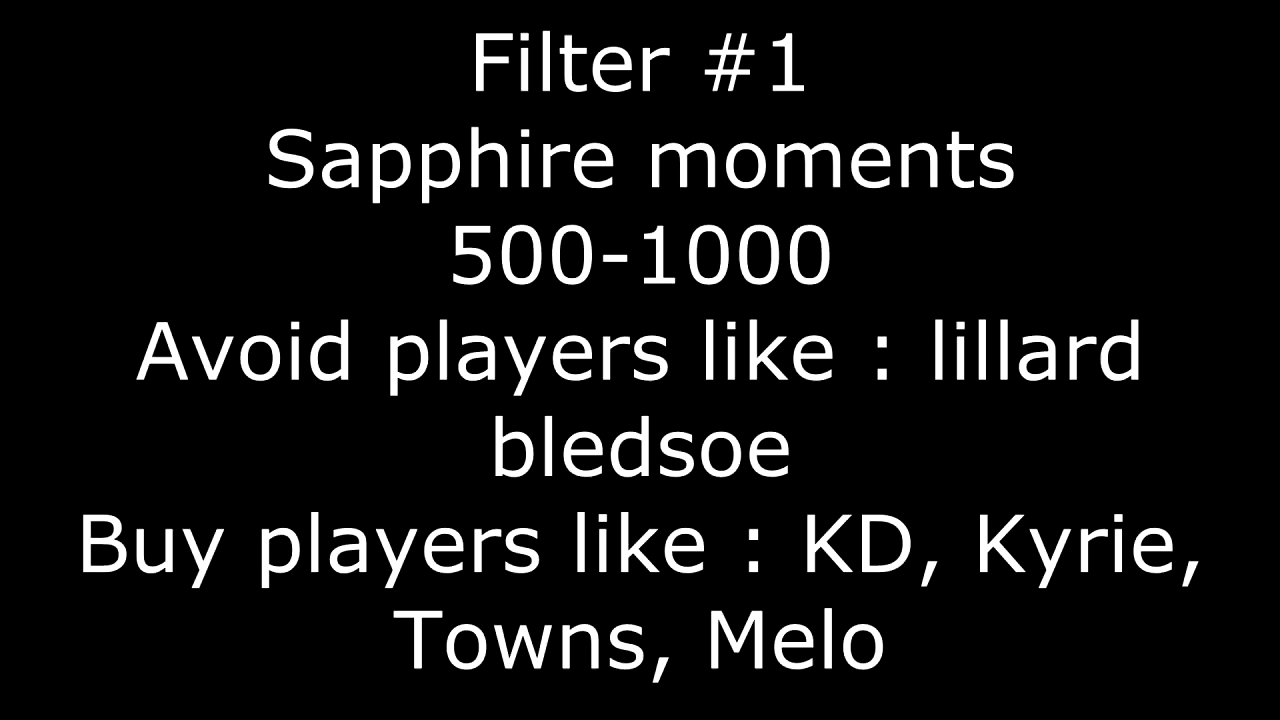 Filter #1
Sapphire moments
500-1000
Avoid players like : lillard
bledsoe
Buy players like : KD, Kyrie,
Towns, Melo